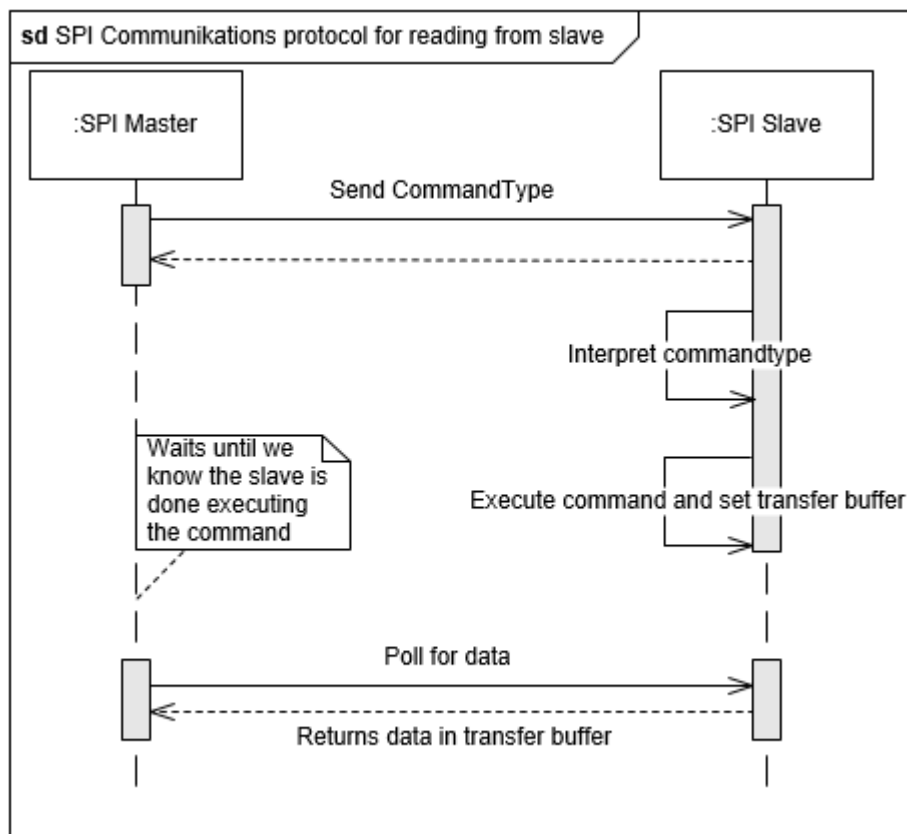 sd SPI Communikations protocol for reading from slave
:SPI Master
:SPI Slave
Send CommandType
Interpret commandtype
Waits until we
know the slave is
done executing
the command
Execute command and set transfer buffer
Poll for data
Returns data in transfer buffer